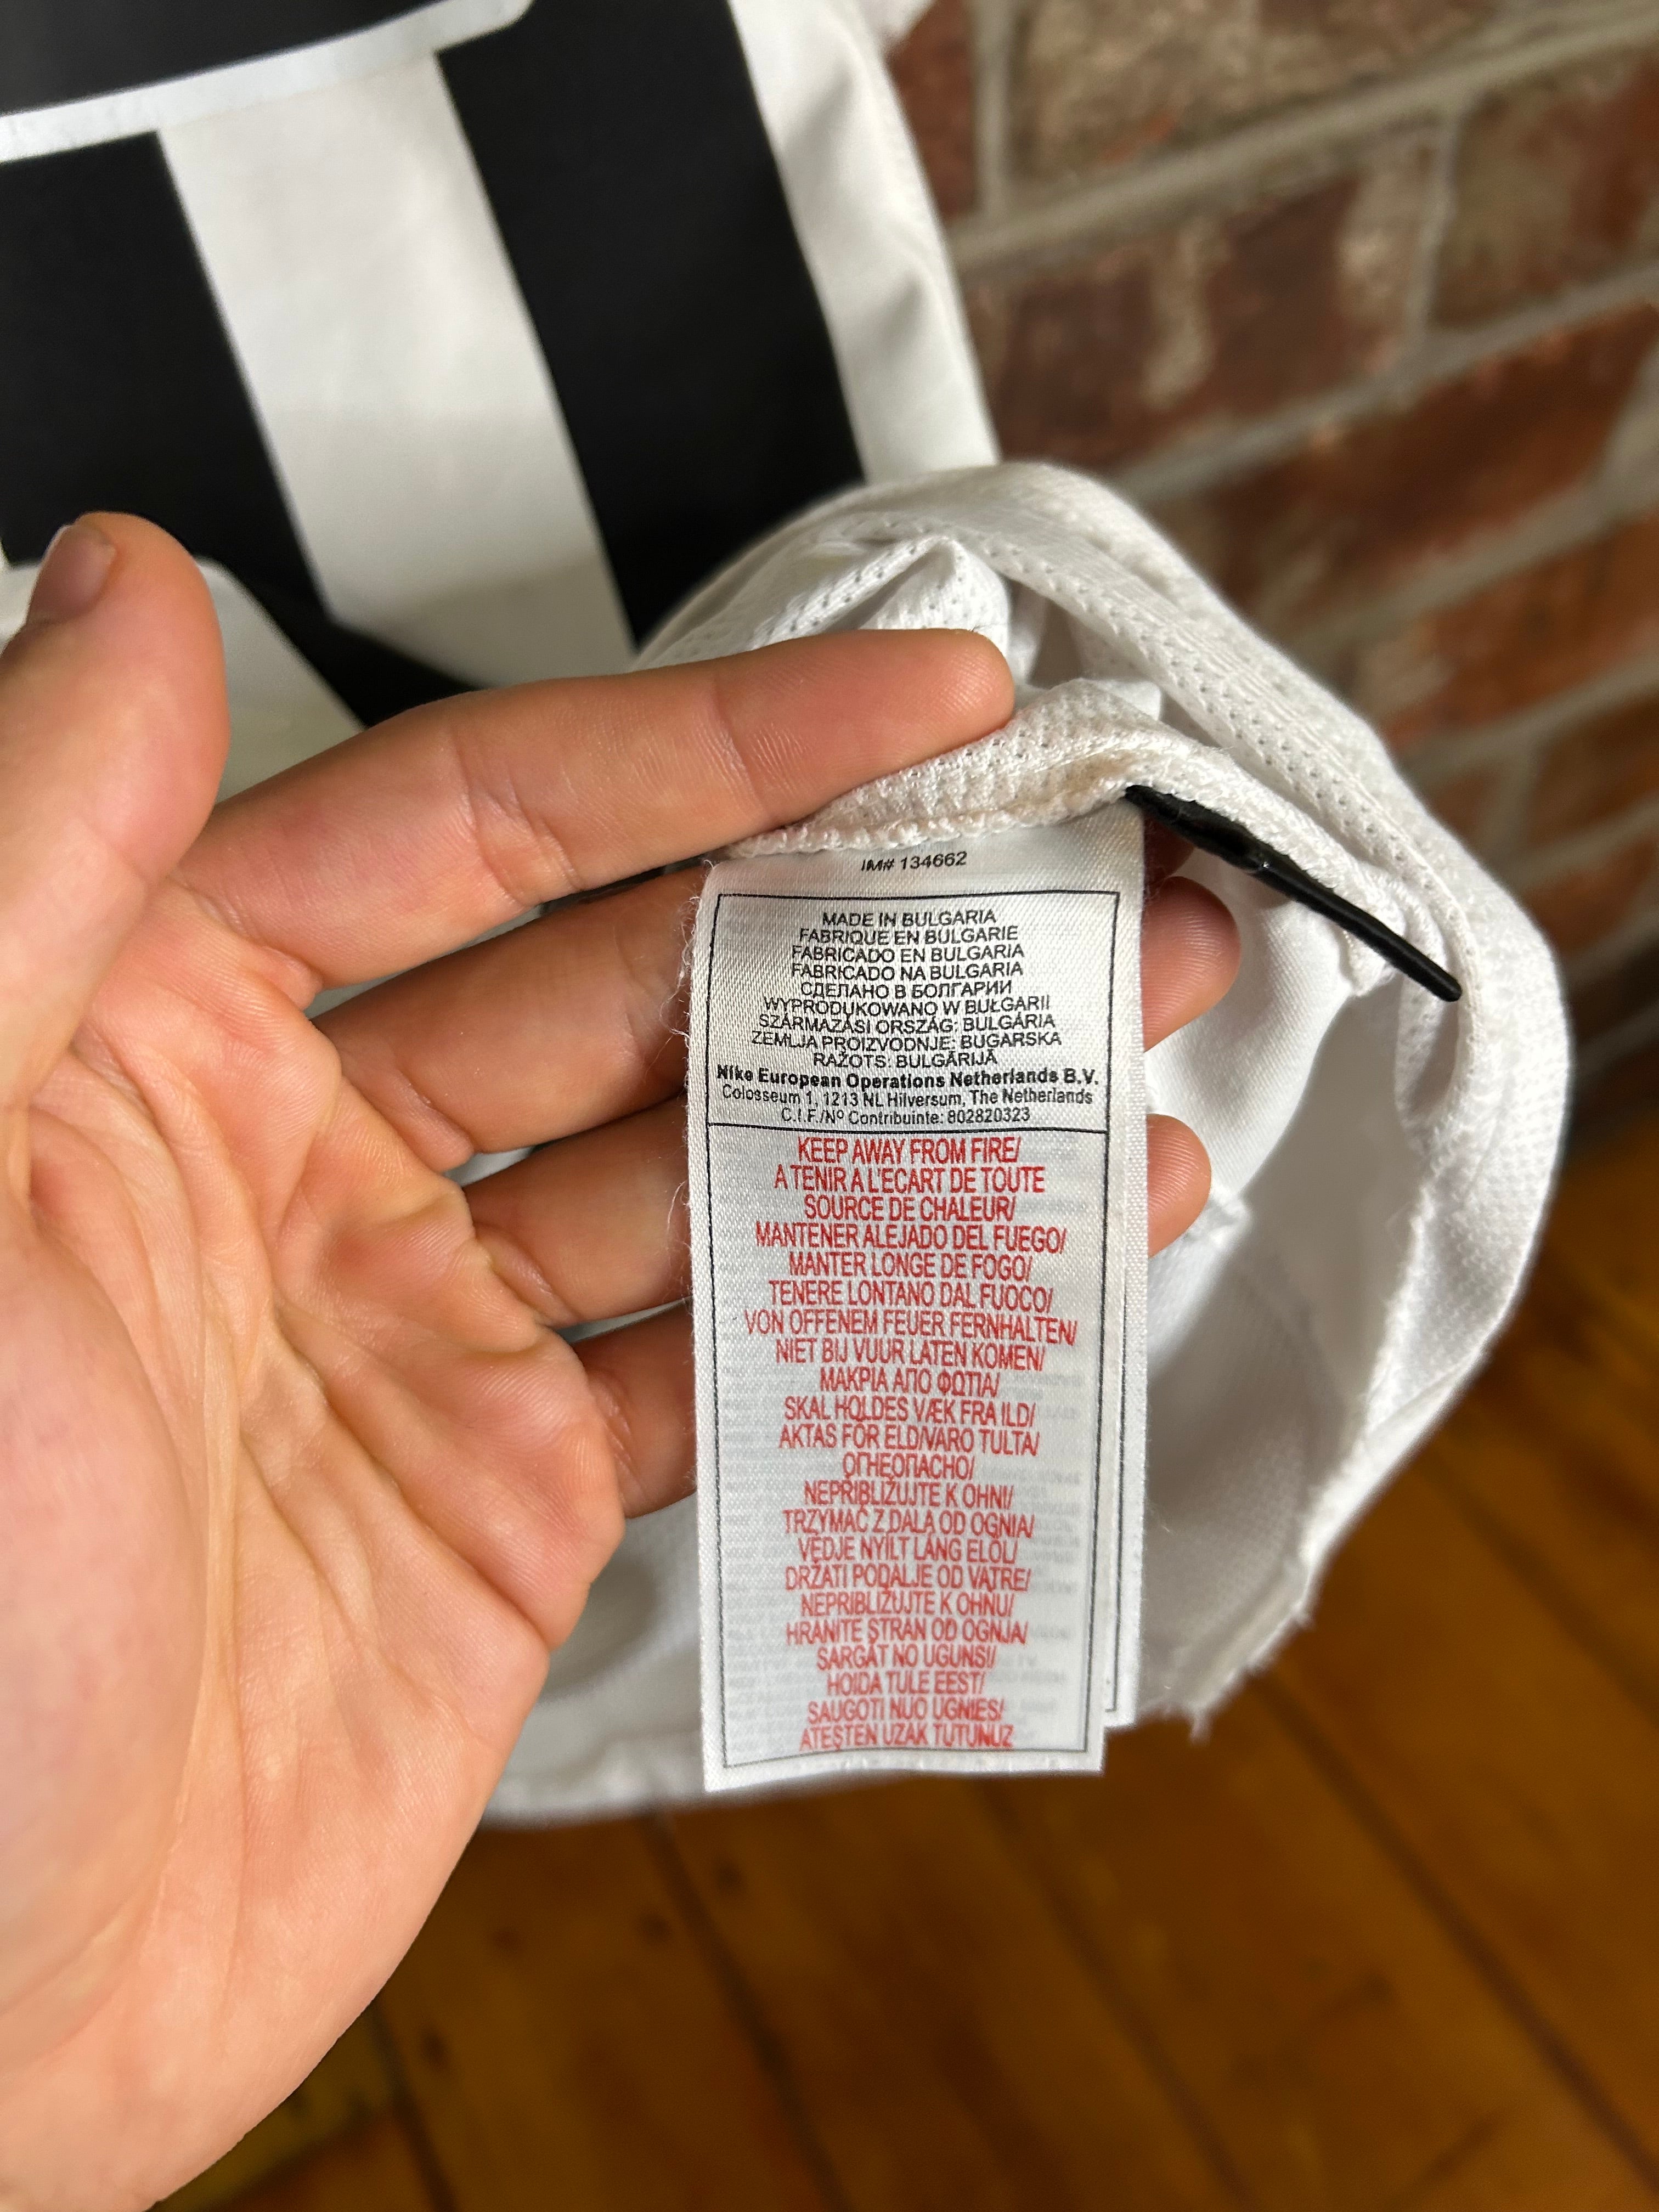 IM# 134662
MADE IN BULGARIA
FABRIQUE EN BULGARIE
FABRICADO EN BULGARIA
FABRICADO NA BULGARIA
СДЕЛАНО В БОЛГАРИИ
WYPRODUKOWANO W BUŁGARII
SZÁRMAZÁSI ORSZÁG: BULGÁRIA
ZEMLJA PROIZVODNJE: BUGARSKA
RAŽOTS: BULGĀRIJĀ
Nike European Operations Netherlands B.V.
Colosseum 1, 1213 NL Hilversum, The Netherlands
C.I.F./Nº Contribuinte: 802820323
KEEP AWAY FROM FIRE/
A TENIR A L'ECART DE TOUTE
SOURCE DE CHALEUR/
MANTENER ALEJADO DEL FUEGO/
MANTER LONGE DE FOGO/
TENERE LONTANO DAL FUOCO/
VON OFFENEM FEUER FERNHALTEN/
NIET BIJ VUUR LATEN KOMEN/
ΜΑΚΡΙΑ ΑΠΟ ΦΩΤΙΑ/
SKAL HOLDES VÆK FRA ILD/
AKTAS FÖR ELD/VARO TULTA/
ОГНЕОПАСНО/
NEPŘIBLIŽUJTE K OHNI/
TRZYMAĆ Z DALA OD OGNIA/
VÉDJE NYÍLT LÁNG ELÖL/
DRŽATI PODALJE OD VATRE/
NEPRIBLIŽUJTE K OHŇU/
HRANITE STRAN OD OGNJA/
SARGĀT NO UGUNS/
HOIDA TULE EEST/
SAUGOTI NUO UGNIES/
ATEŞTEN UZAK TUTUNUZ